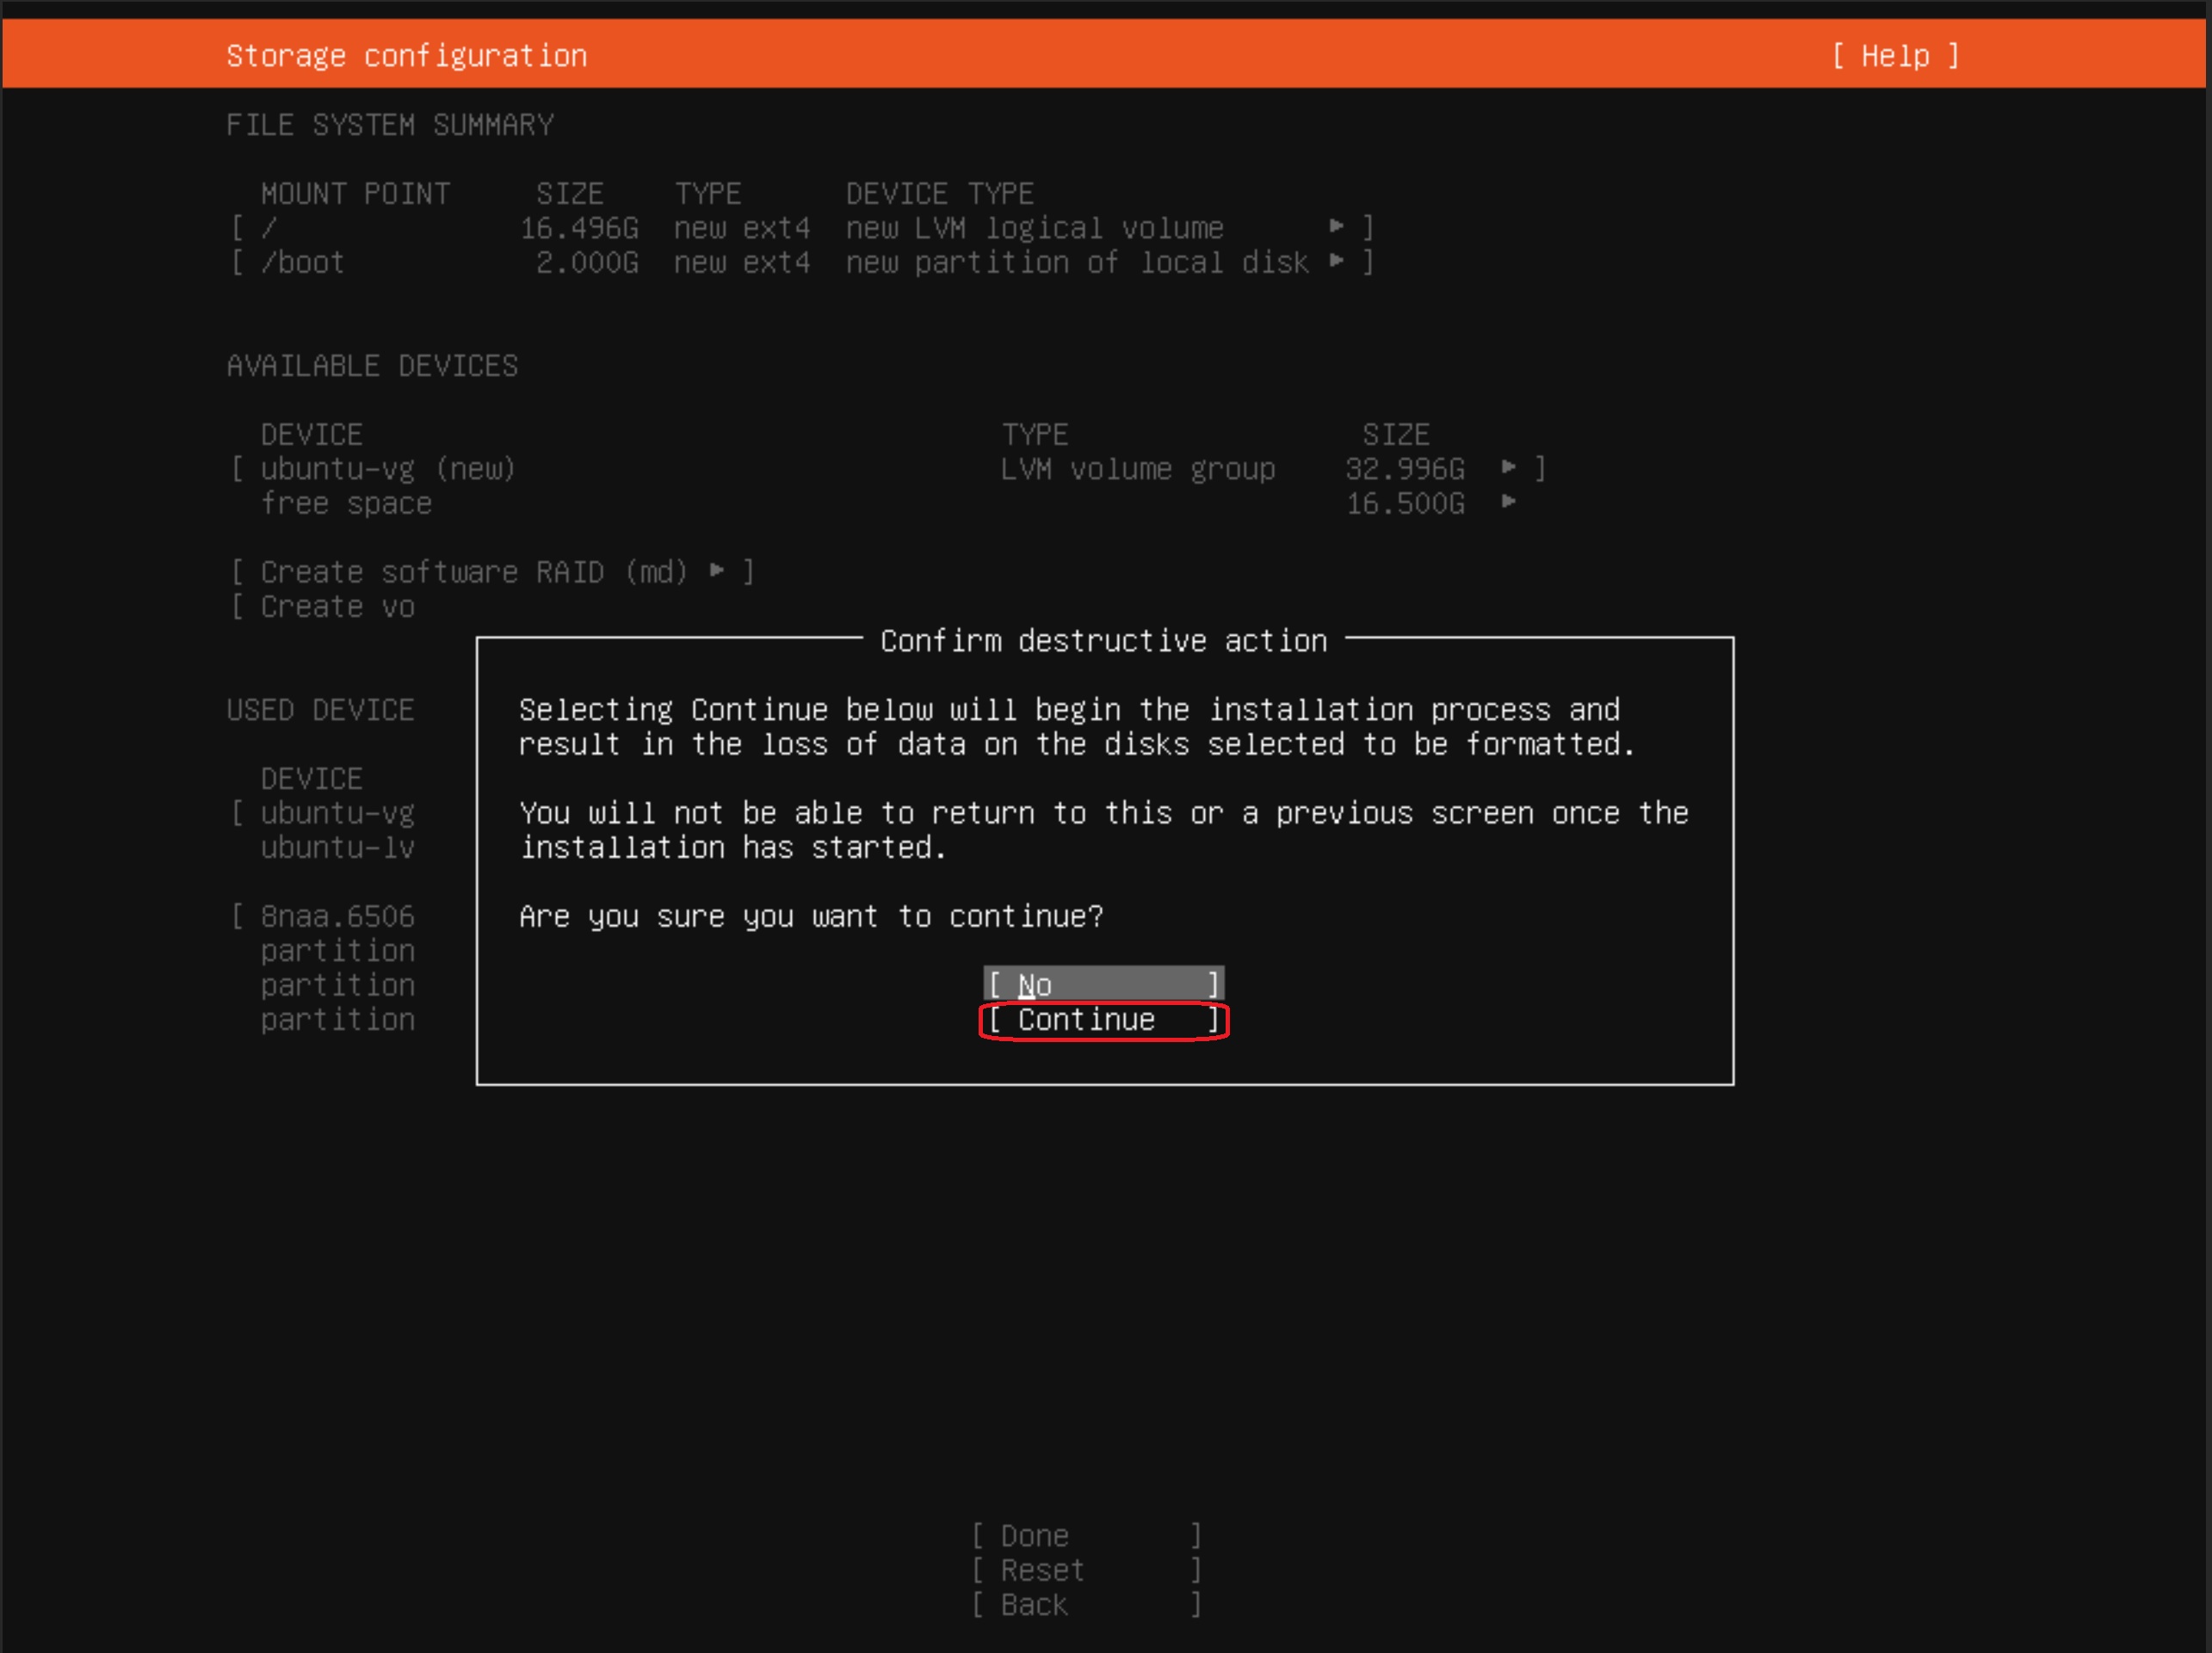 Storage configuration [ Help ]
FILE SYSTEM SUMMARY
MOUNT POINT SIZE TYPE DEVICE TYPE
[ / 16.496G new ext4 new LVM logical volume ▸ ]
[ /boot 2.000G new ext4 new partition of local disk ▸ ]
AVAILABLE DEVICES
DEVICE TYPE SIZE
[ ubuntu-vg (new) LVM volume group 32.996G ▸ ]
free space 16.500G ▸
[ Create software RAID (md) ▸ ]
[ Create vo
USED DEVICE
DEVICE
[ ubuntu-vg
ubuntu-lv
[ 8naa.6506
partition
partition
partition
Confirm destructive action
Selecting Continue below will begin the installation process and
result in the loss of data on the disks selected to be formatted.
You will not be able to return to this or a previous screen once the
installation has started.
Are you sure you want to continue?
[ No ]
[ Continue ]
[ Done ]
[ Reset ]
[ Back ]